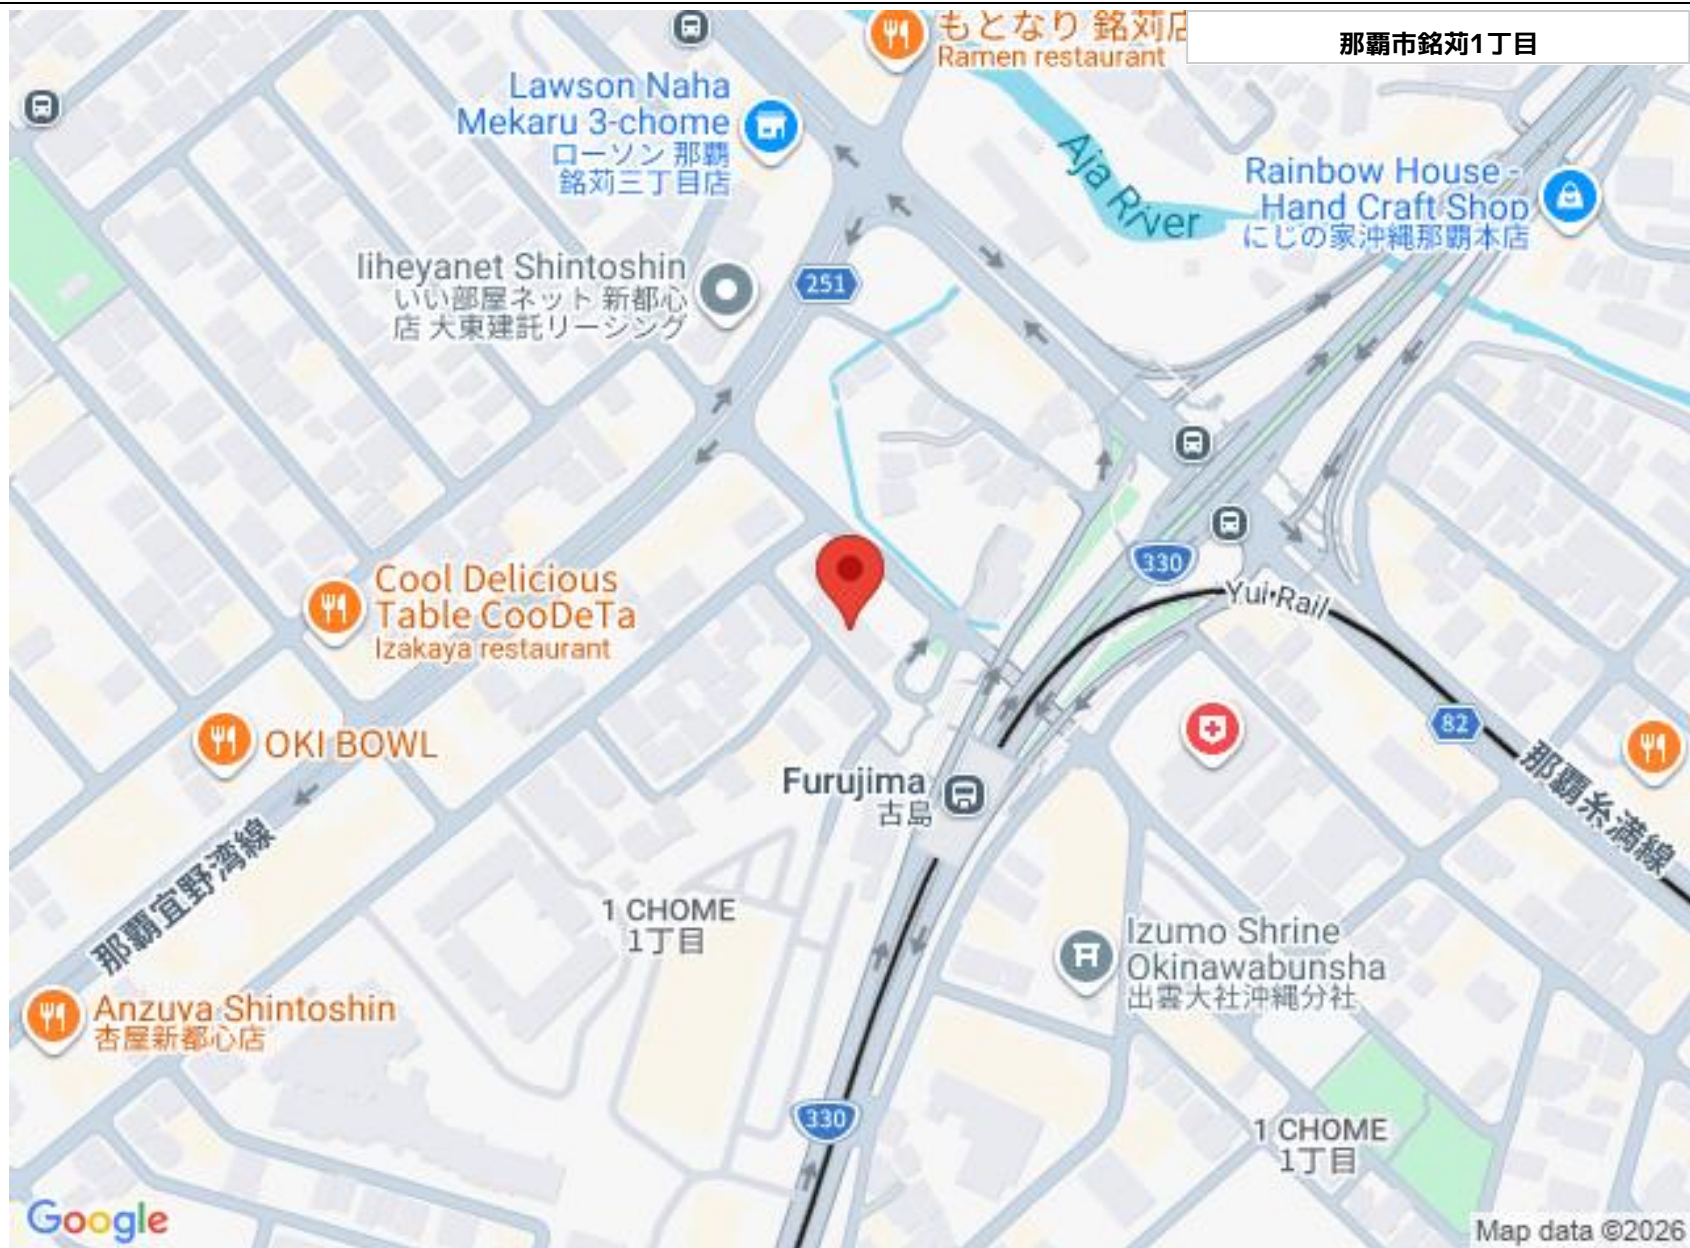 もとなり 銘苅店
Ramen restaurant
那覇市銘苅1丁目
Lawson Naha
Mekaru 3-chome
ローソン 那覇
銘苅三丁目店
Aja River
Rainbow House -
Hand Craft Shop
にじの家沖縄那覇本店
Iiheyanet Shintoshin
いい部屋ネット 新都心
店 大東建託リーシング
251
330
Yui Rail
Cool Delicious
Table CooDeTa
Izakaya restaurant
OKI BOWL
82
那覇糸満線
Furujima
古島
那覇宜野湾線
1 CHOME
1丁目
Izumo Shrine
Okinawabunsha
出雲大社沖縄分社
Anzuya Shintoshin
杏屋新都心店
330
1 CHOME
1丁目
Google
Map data ©2026